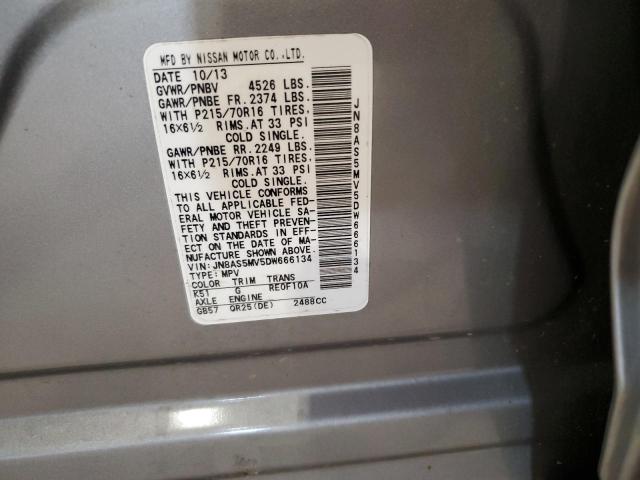 MFD BY NISSAN MOTOR CO.,LTD.
DATE 10/13
GVWR/PNBV 4526 LBS.
GAWR/PNBE FR. 2374 LBS.
WITH P215/70R16 TIRES.
16X6½ RIMS. AT 33 PSI
COLD SINGLE.
GAWR/PNBE RR. 2249 LBS.
WITH P215/70R16 TIRES.
16X6½ RIMS. AT 33 PSI
COLD SINGLE.
THIS VEHICLE CONFORMS
TO ALL APPLICABLE FED-
ERAL MOTOR VEHICLE SA-
FETY AND THEFT PREVEN-
TION STANDARDS IN EFF-
ECT ON THE DATE OF MA-
NUFACTURE SHOWN ABOVE.
VIN: JN8AS5MV5DW666134
TYPE: MPV
COLOR TRIM TRANS
K51 G RE0F10A
AXLE ENGINE
GB57 QR25(DE) 2488CC
JN8AS5MV5DW666134